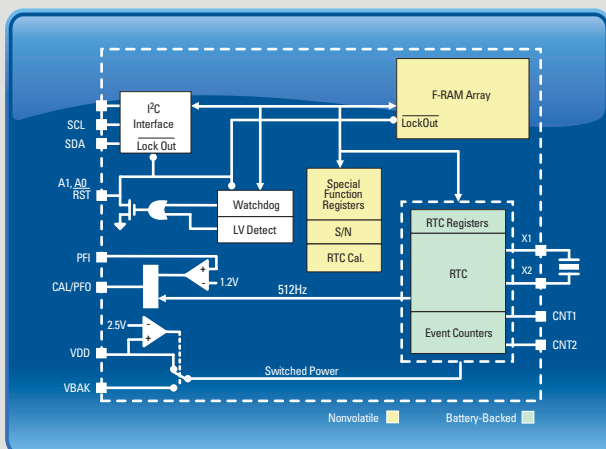 I²C
Interface
Lock Out
SCL
SDA
A1, A0
RST
F-RAM Array
LockOut
Watchdog
LV Detect
Special
Function
Registers
S/N
RTC Cal.
RTC Registers
RTC
Event Counters
X1
X2
CNT1
CNT2
PFI
CAL/PFO
+
-
1.2V
512Hz
2.5V
-
+
VDD
VBAK
Switched Power
Nonvolatile
Battery-Backed